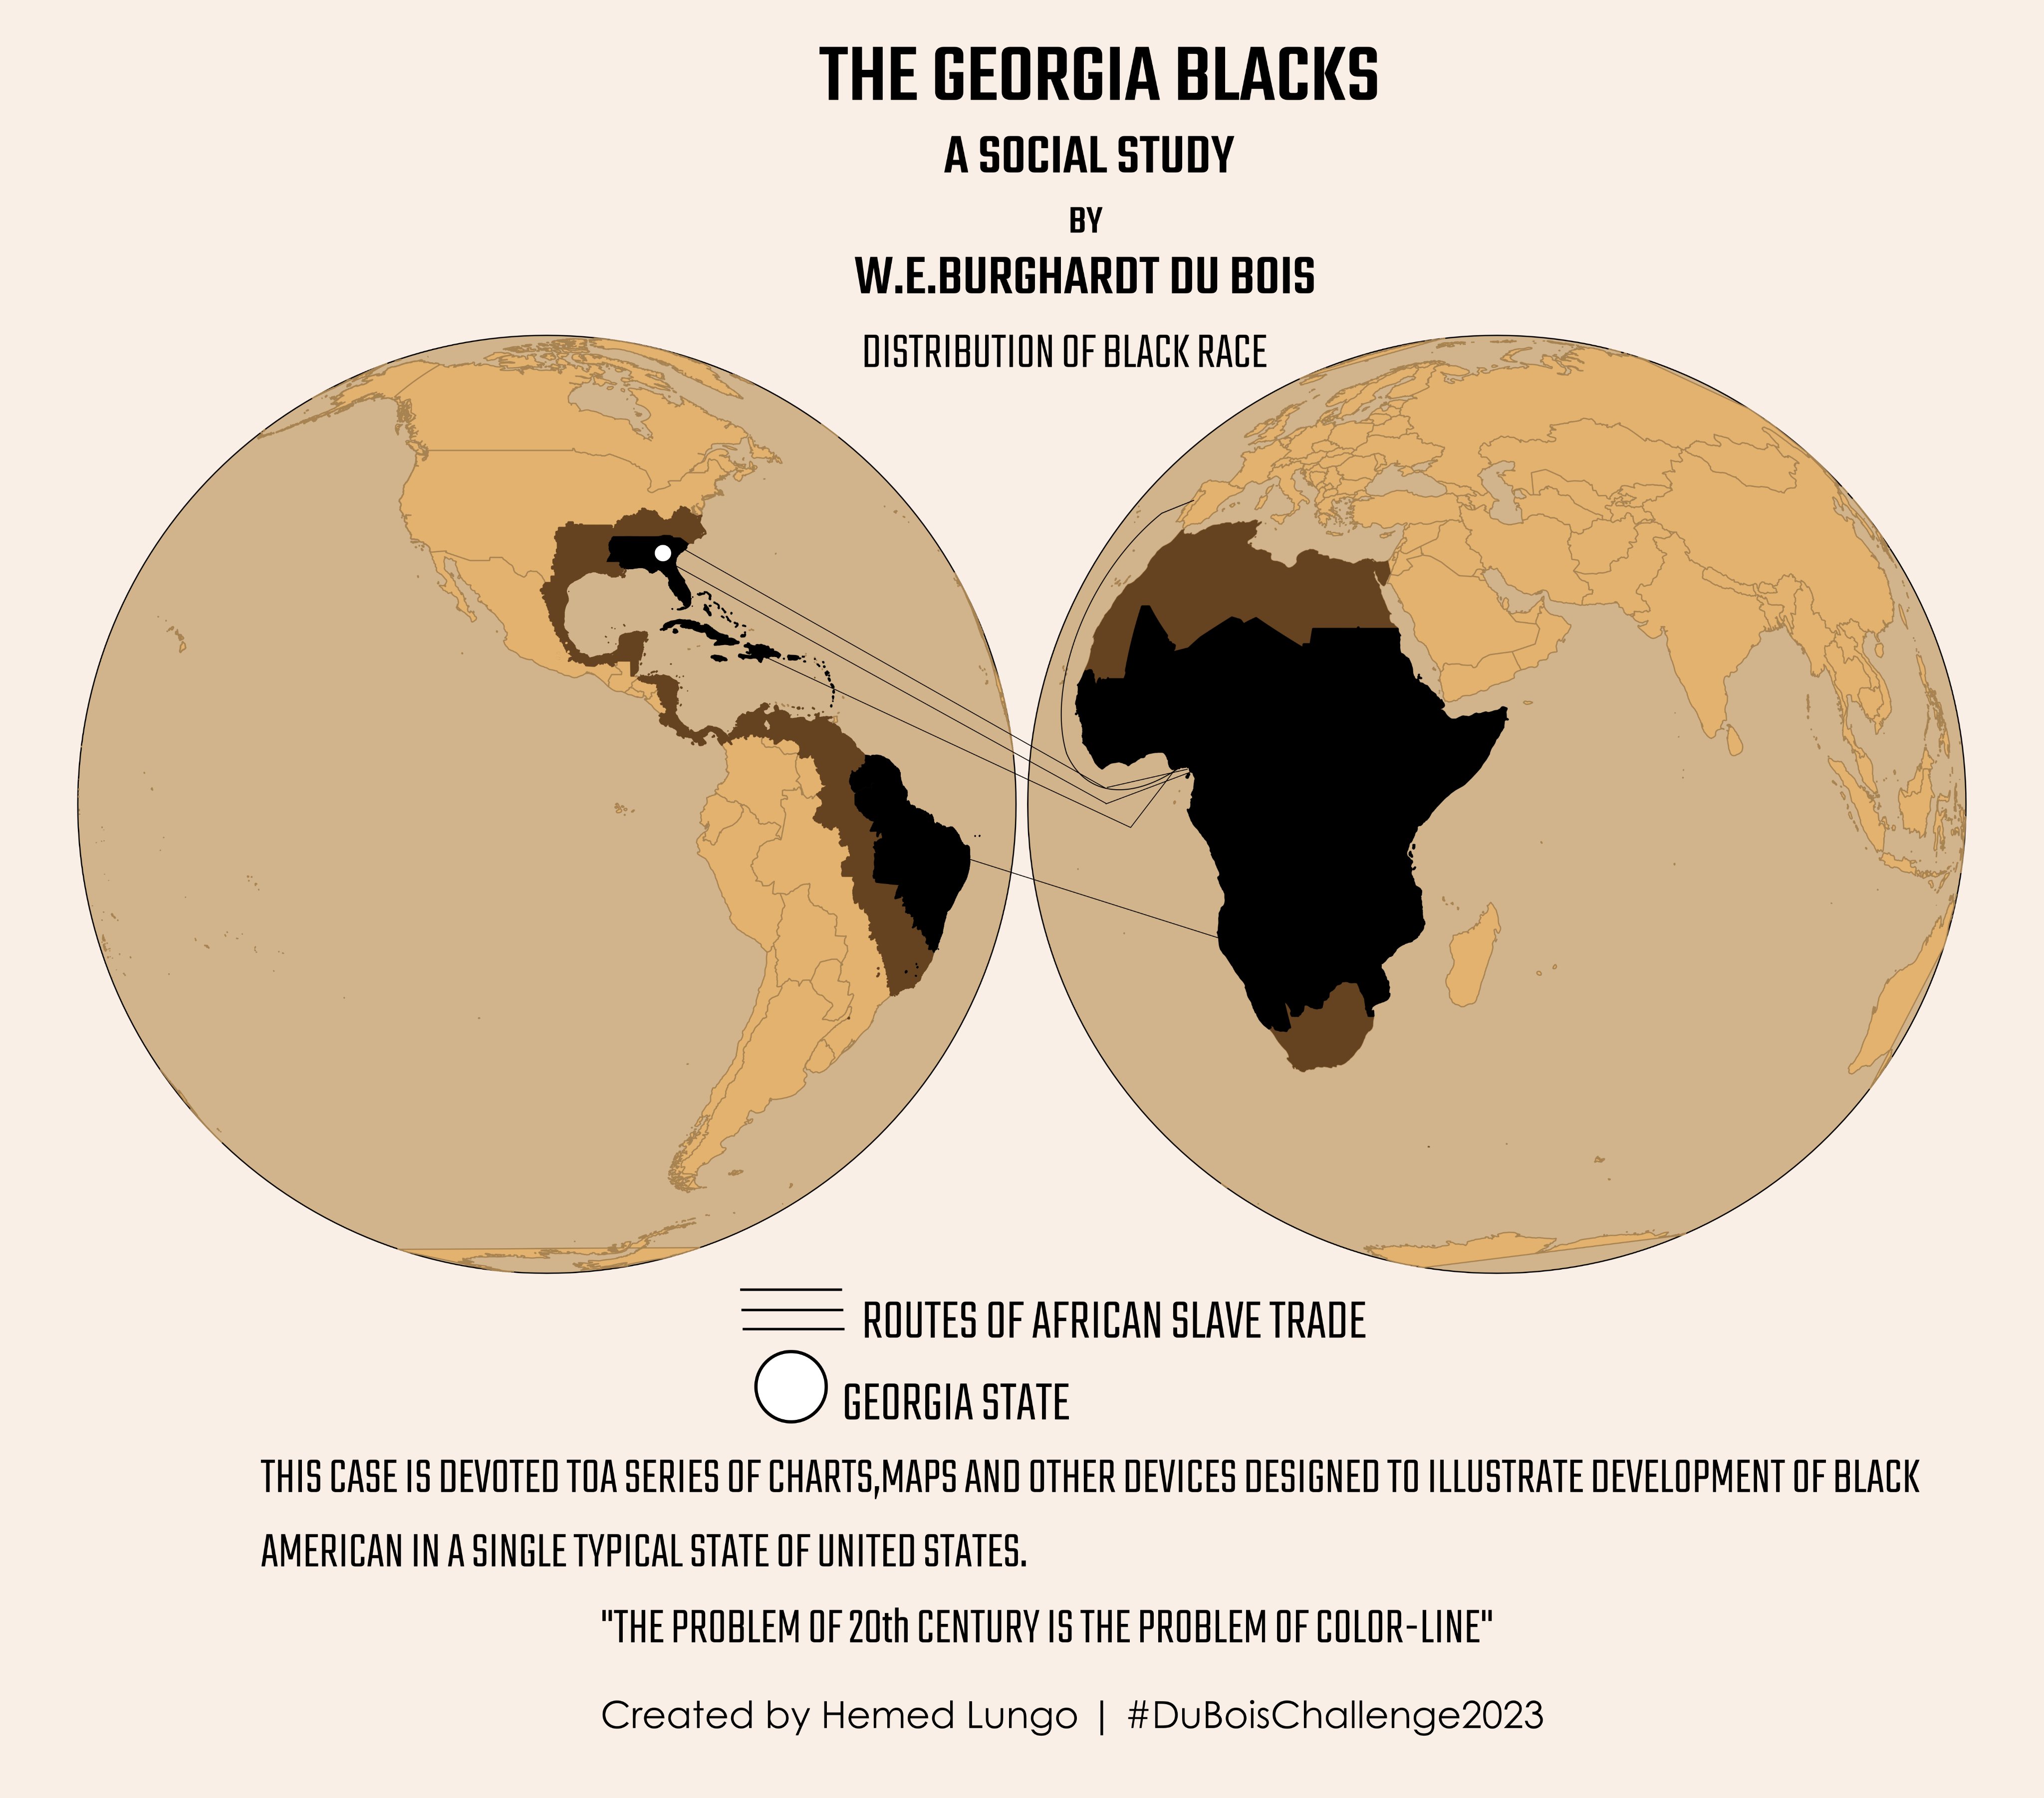 THE GEORGIA BLACKS
A SOCIAL STUDY
BY
W.E.BURGHARDT DU BOIS
DISTRIBUTION OF BLACK RACE
ROUTES OF AFRICAN SLAVE TRADE
GEORGIA STATE
THIS CASE IS DEVOTED TOA SERIES OF CHARTS,MAPS AND OTHER DEVICES DESIGNED TO ILLUSTRATE DEVELOPMENT OF BLACK
AMERICAN IN A SINGLE TYPICAL STATE OF UNITED STATES.
"THE PROBLEM OF 20th CENTURY IS THE PROBLEM OF COLOR-LINE"
Created by Hemed Lungo | #DuBoisChallenge2023